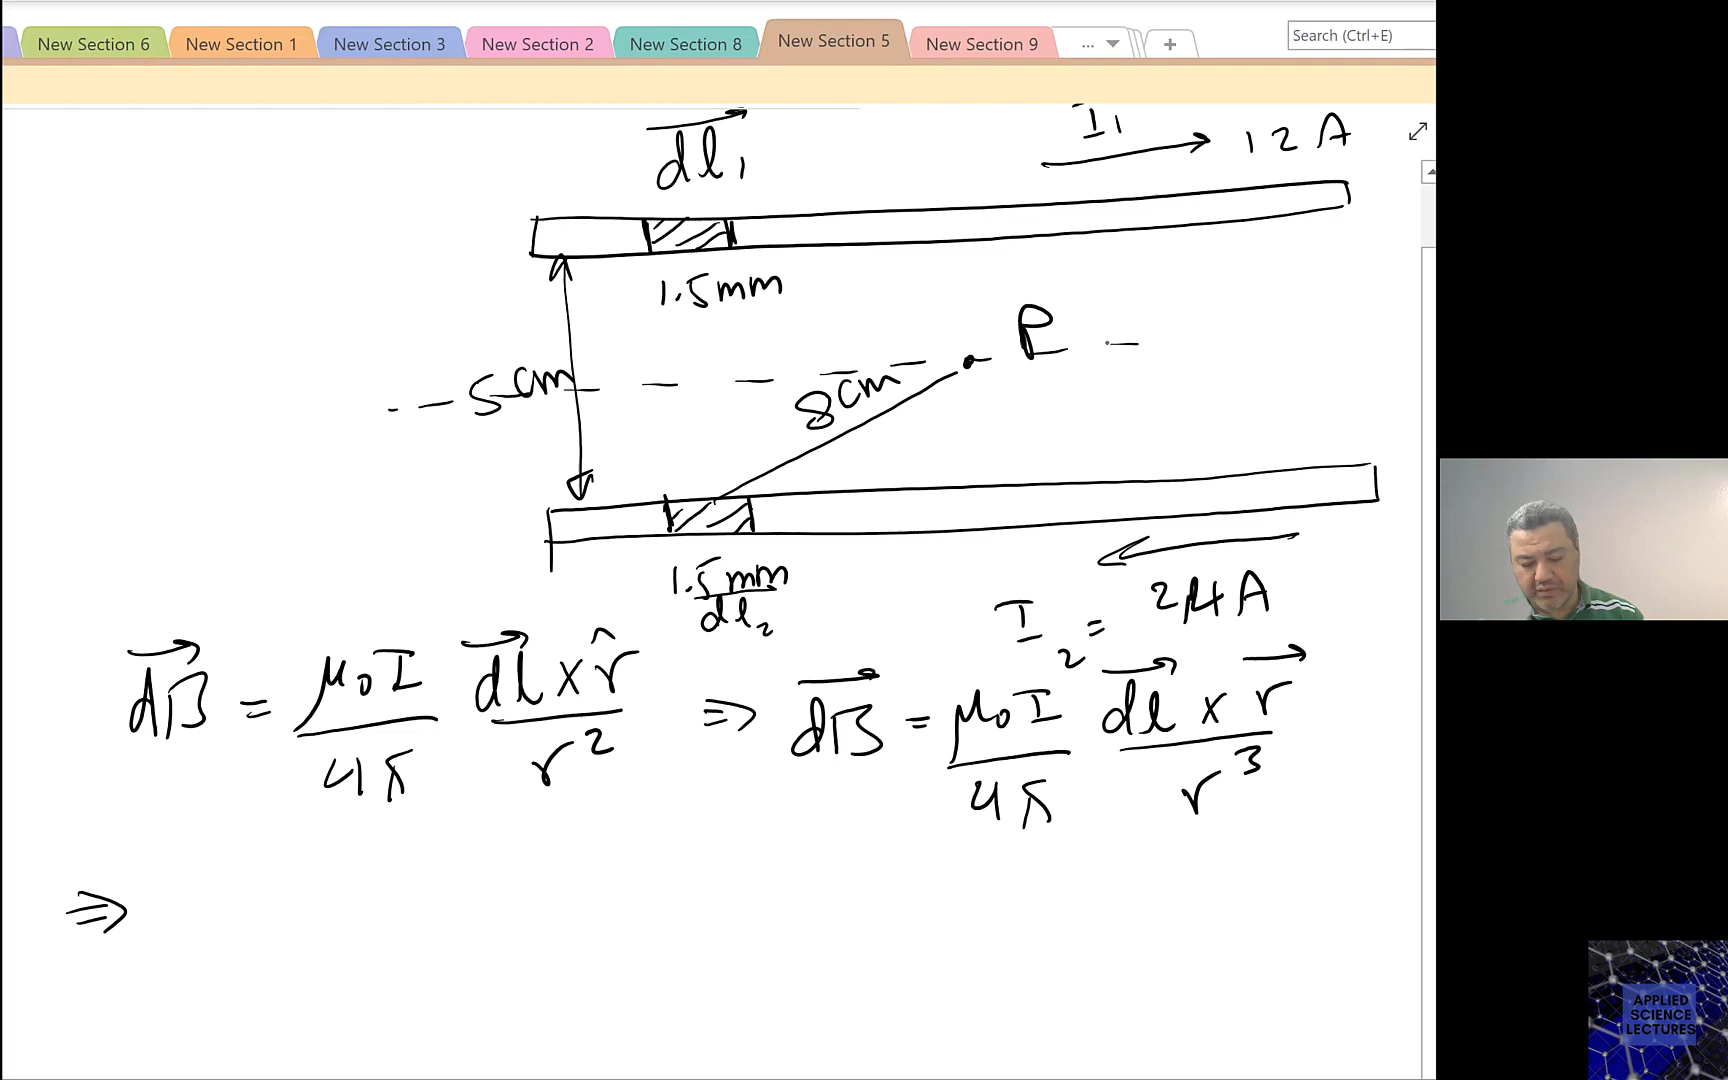 New Section 6 New Section 1 New Section 3 New Section 2 New Section 8 New Section 5 New Section 9 ... + Search (Ctrl+E)
dl₁
I₁ 12 A
1.5mm
P
5cm
8cm
1.5mm
dl₂
I₂ = 24A
dB = μ₀I/4π dl × r̂/r² ⇒ dB = μ₀I/4π dl × r/r³
⇒
APPLIED
SCIENCE
LECTURES